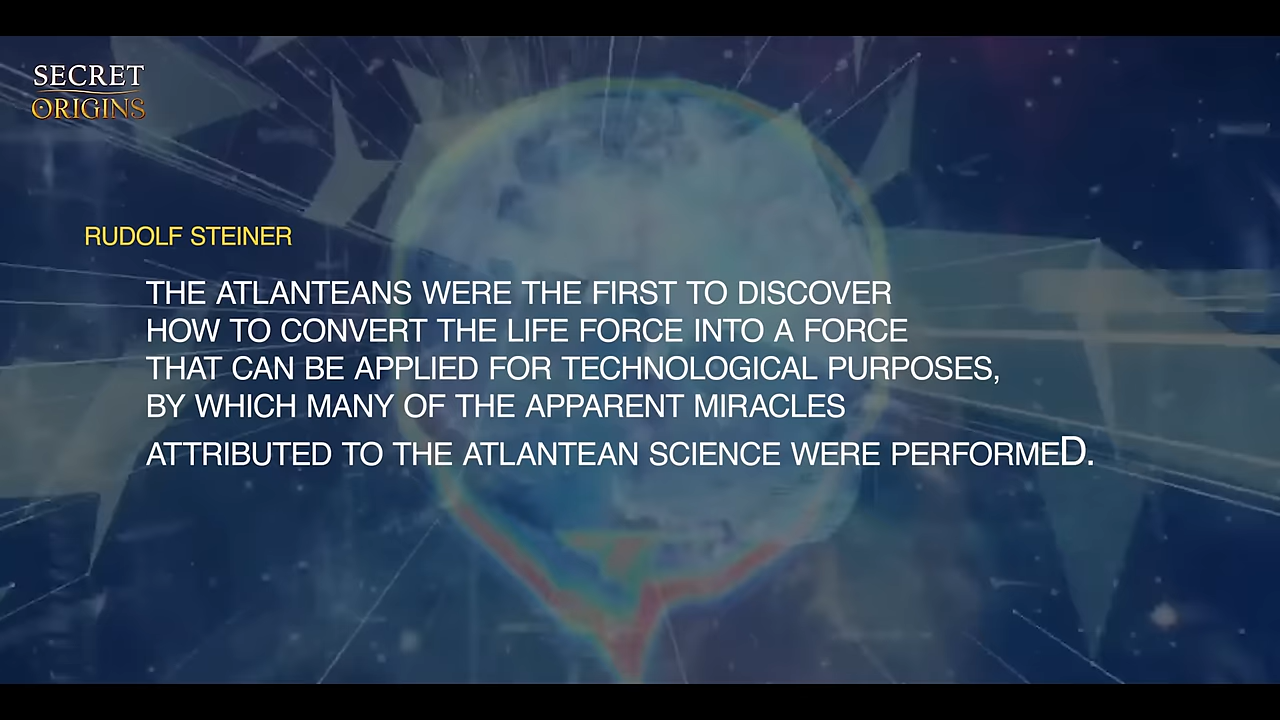 SECRET
ORIGINS
RUDOLF STEINER
THE ATLANTEANS WERE THE FIRST TO DISCOVER
HOW TO CONVERT THE LIFE FORCE INTO A FORCE
THAT CAN BE APPLIED FOR TECHNOLOGICAL PURPOSES,
BY WHICH MANY OF THE APPARENT MIRACLES
ATTRIBUTED TO THE ATLANTEAN SCIENCE WERE PERFORMED.